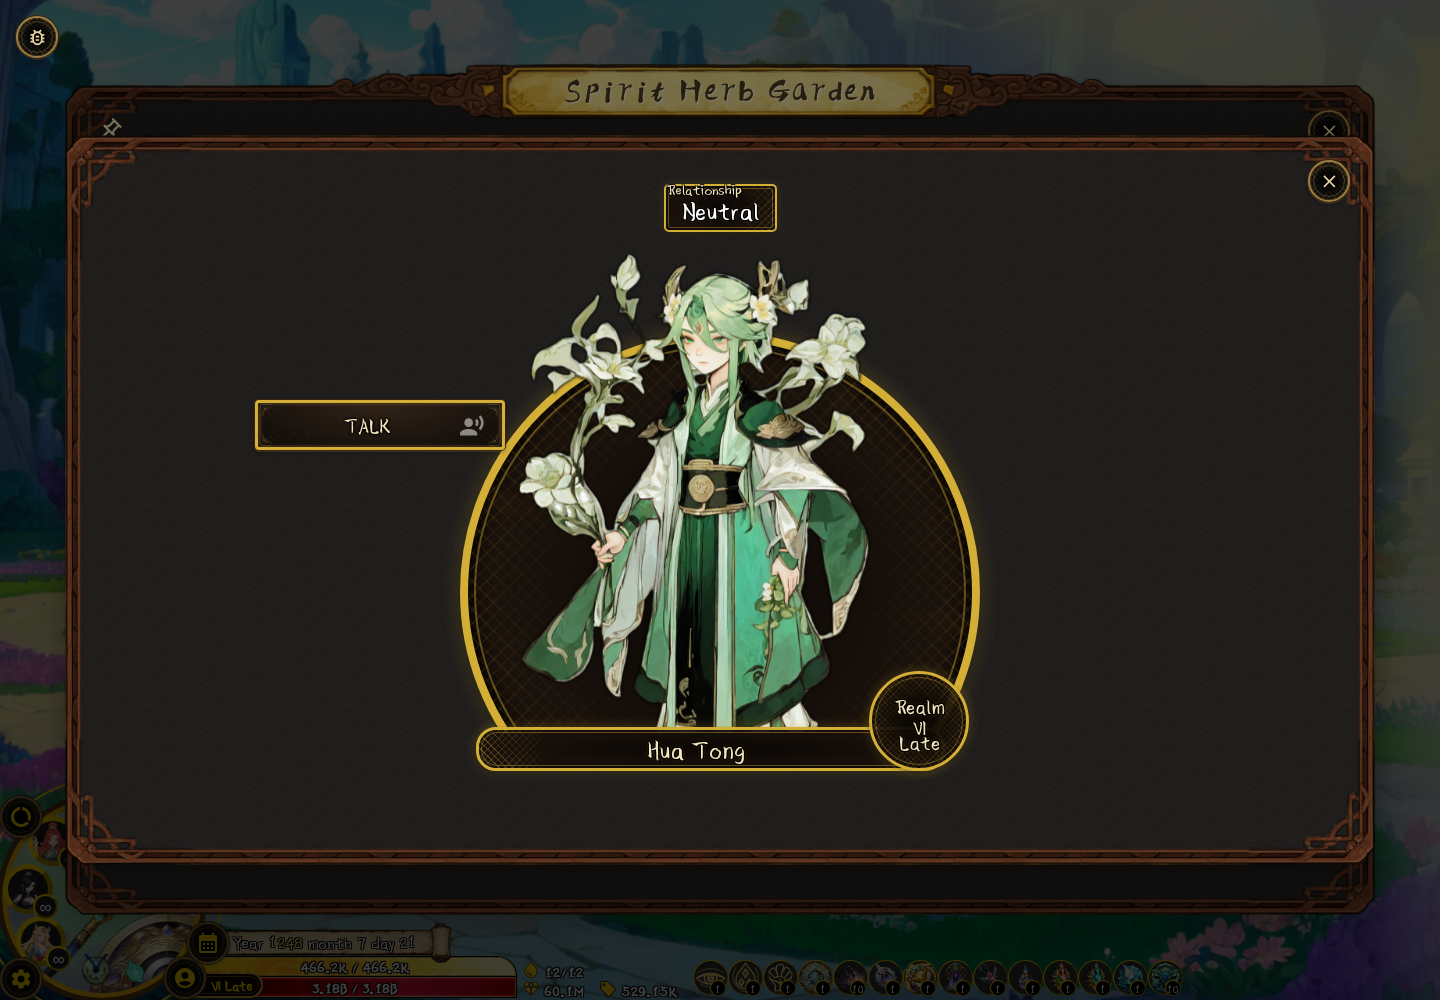 Spirit Herb Garden
Relationship
Neutral
TALK
Realm
VI
Late
Hua Tong
Year 1248 month 7 day 21
466.2K / 466.2K
VI Late
3.18B / 3.18B
12/12
60.1M
529.15K